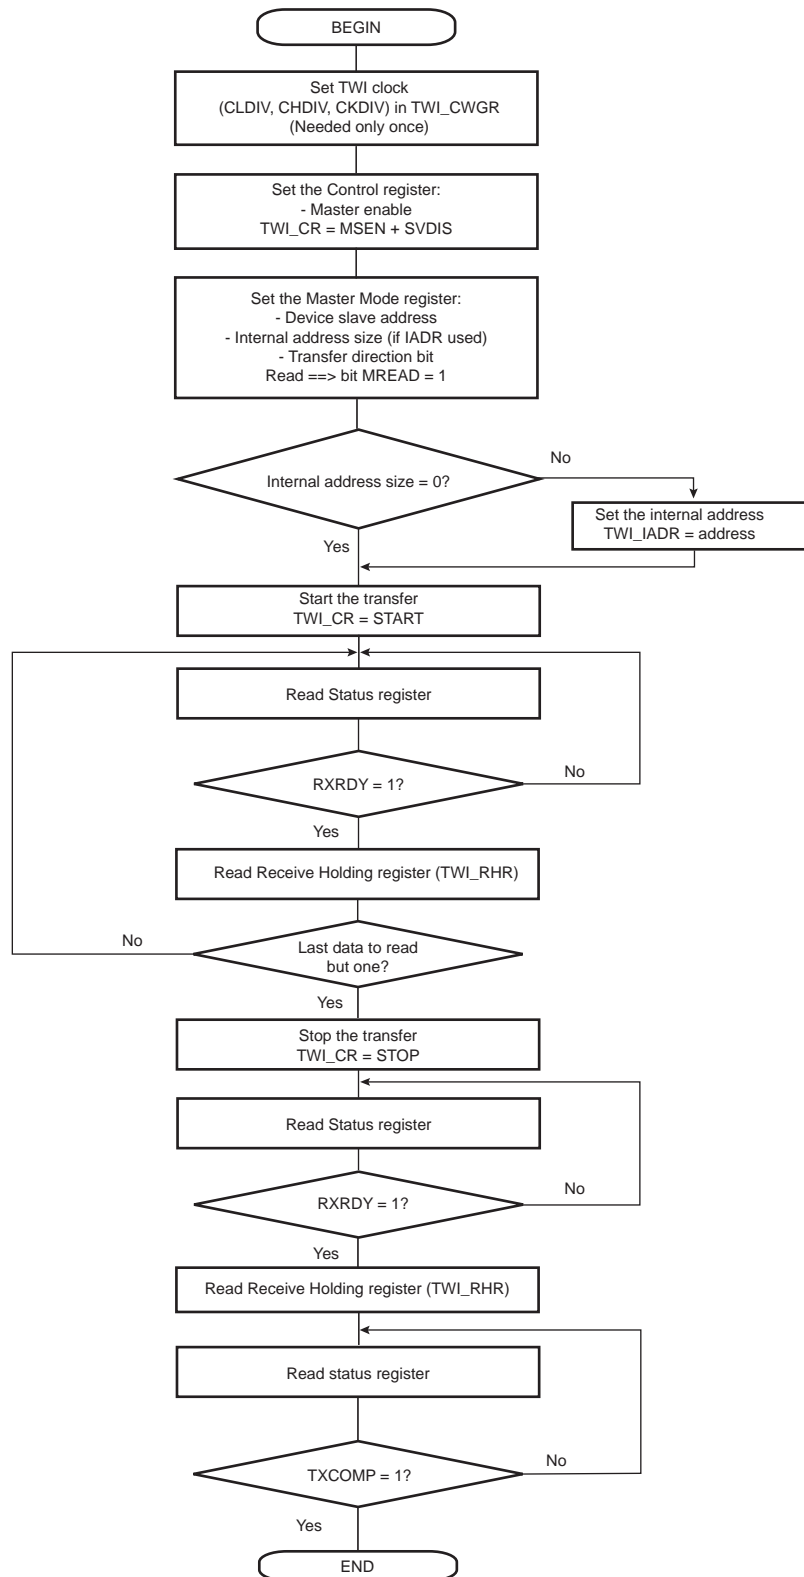 BEGIN
Set TWI clock
(CLDIV, CHDIV, CKDIV) in TWI_CWGR
(Needed only once)
Set the Control register:
- Master enable
TWI_CR = MSEN + SVDIS
Set the Master Mode register:
- Device slave address
- Internal address size (if IADR used)
- Transfer direction bit
Read ==> bit MREAD = 1
Internal address size = 0?
No
Set the internal address
TWI_IADR = address
Yes
Start the transfer
TWI_CR = START
Read Status register
RXRDY = 1?
No
Yes
Read Receive Holding register (TWI_RHR)
No
Last data to read
but one?
Yes
Stop the transfer
TWI_CR = STOP
Read Status register
RXRDY = 1?
No
Yes
Read Receive Holding register (TWI_RHR)
Read status register
TXCOMP = 1?
No
Yes
END